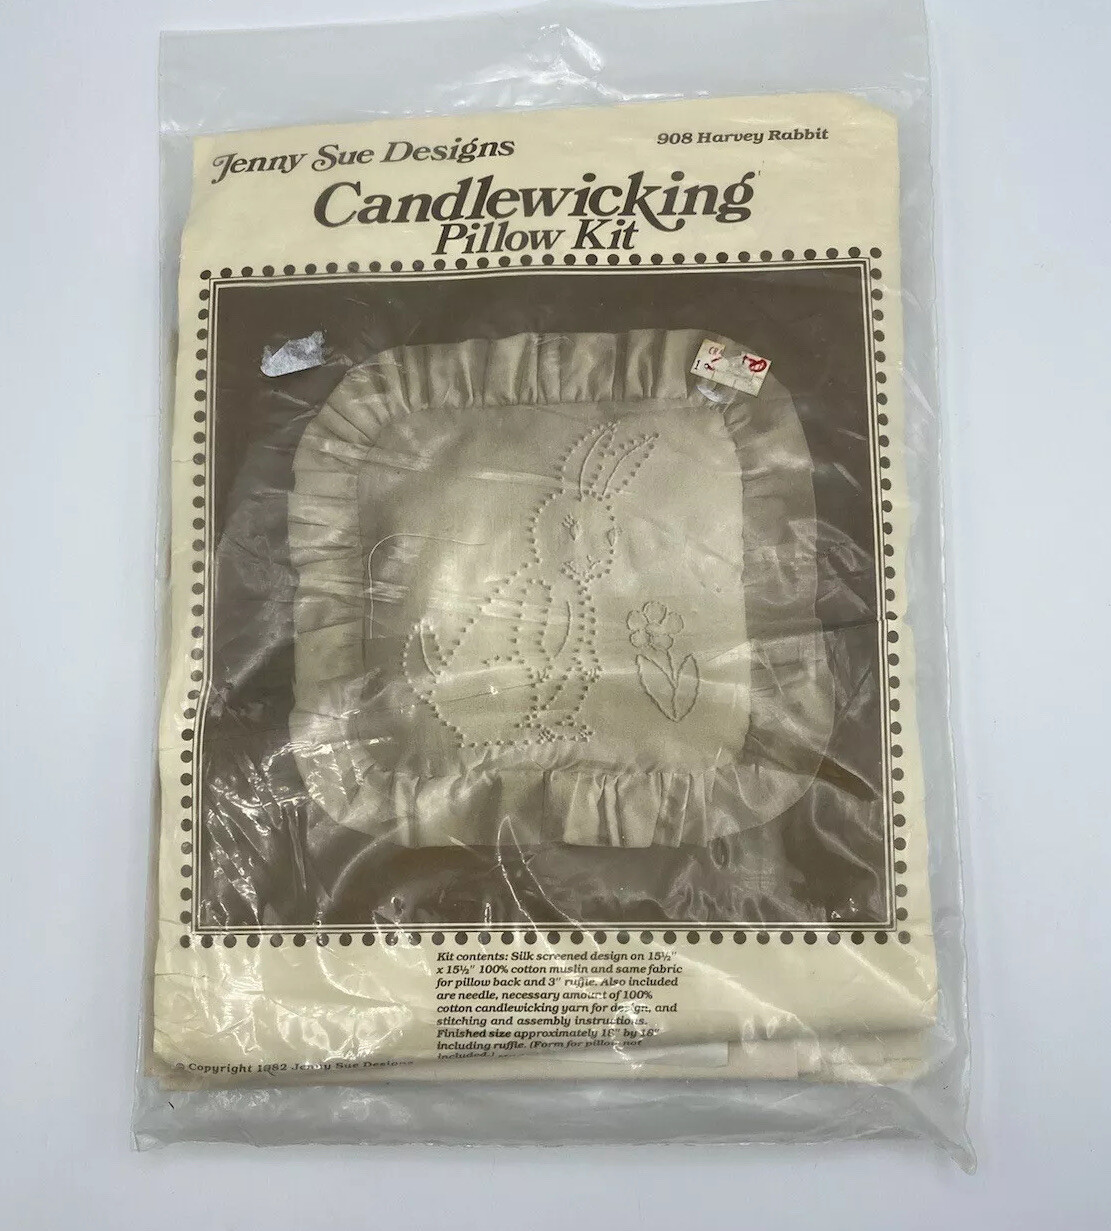 Jenny Sue Designs
908 Harvey Rabbit
Candlewicking
Pillow Kit
Kit contents: Silk screened design on 15½"
x 15½" 100% cotton muslin and same fabric
for pillow back and 3" ruffle. Also included
are needle, necessary amount of 100%
cotton candlewicking yarn for design, and
stitching and assembly instructions.
Finished size approximately 18" by 18"
including ruffle. (Form for pillow not
included.)
© Copyright 1982 Jenny Sue Designs